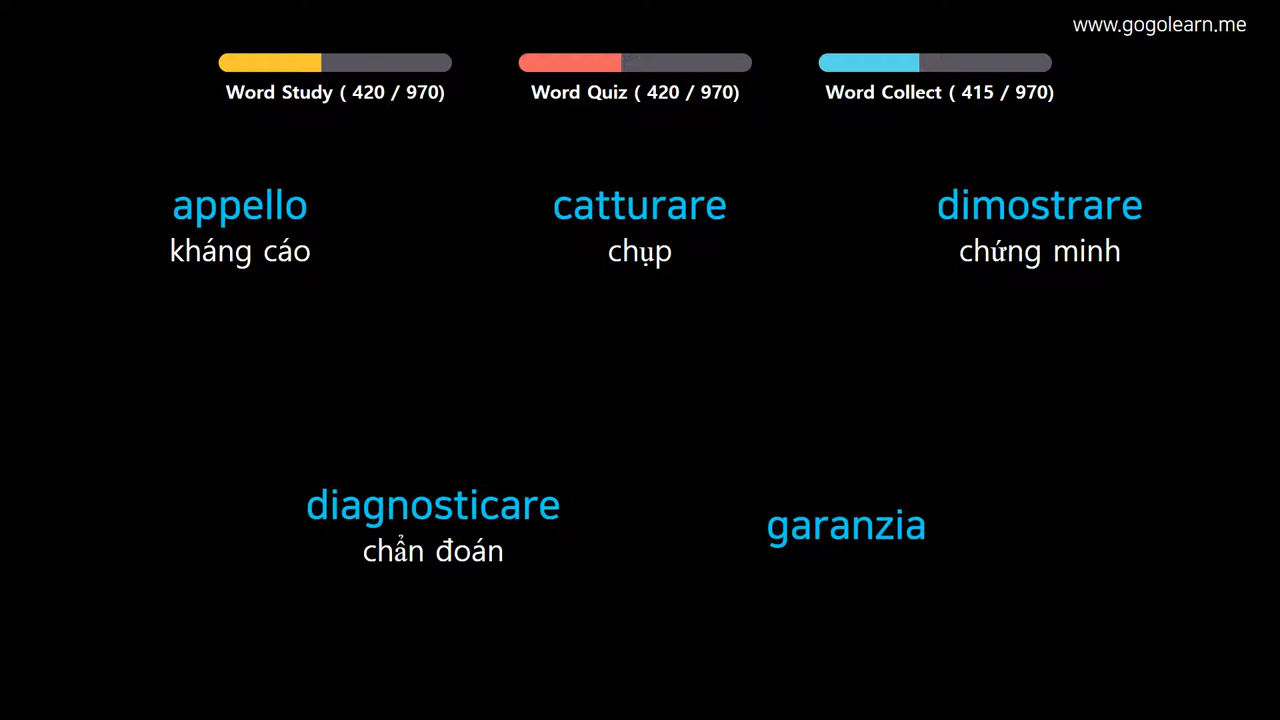 www.gogolearn.me
Word Study ( 420 / 970)
Word Quiz ( 420 / 970)
Word Collect ( 415 / 970)
appello
kháng cáo
catturare
chụp
dimostrare
chứng minh
diagnosticare
chẩn đoán
garanzia